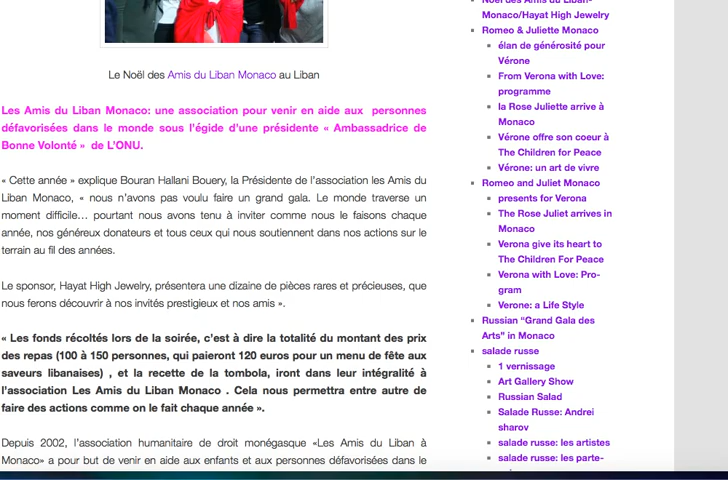 Le Noël des Amis du Liban Monaco au Liban
Les Amis du Liban Monaco: une association pour venir en aide aux personnes
défavorisées dans le monde sous l'égide d'une présidente « Ambassadrice de
Bonne Volonté » de L'ONU.
« Cette année » explique Bouran Hallani Bouery, la Présidente de l'association les Amis du
Liban Monaco, « nous n'avons pas voulu faire un grand gala. Le monde traverse un
moment difficile… pourtant nous avons tenu à inviter comme nous le faisons chaque
année, nos généreux donateurs et tous ceux qui nous soutiennent dans nos actions sur le
terrain au fil des années.
Le sponsor, Hayat High Jewelry, présentera une dizaine de pièces rares et précieuses, que
nous ferons découvrir à nos invités prestigieux et nos amis ».
« Les fonds récoltés lors de la soirée, c'est à dire la totalité du montant des prix
des repas (100 à 150 personnes, qui paieront 120 euros pour un menu de fête aux
saveurs libanaises) , et la recette de la tombola, iront dans leur intégralité à
l'association Les Amis du Liban Monaco . Cela nous permettra entre autre de
faire des actions comme on le fait chaque année ».
Depuis 2002, l'association humanitaire de droit monégasque «Les Amis du Liban à
Monaco» a pour but de venir en aide aux enfants et aux personnes défavorisées dans le
Noël des Amis du Liban-
Monaco/Hayat High Jewelry
Romeo & Juliette Monaco
élan de générosité pour
Vérone
From Verona with Love:
programme
la Rose Juliette arrive à
Monaco
Vérone offre son coeur à
The Children for Peace
Vérone: un art de vivre
Romeo and Juliet Monaco
presents for Verona
The Rose Juliet arrives in
Monaco
Verona give its heart to
The Children For Peace
Verona with Love: Pro-
gram
Verone: a Life Style
Russian "Grand Gala des
Arts" in Monaco
salade russe
1 vernissage
Art Gallery Show
Russian Salad
Salade Russe: Andrei
sharov
salade russe: les artistes
salade russe: les parte-